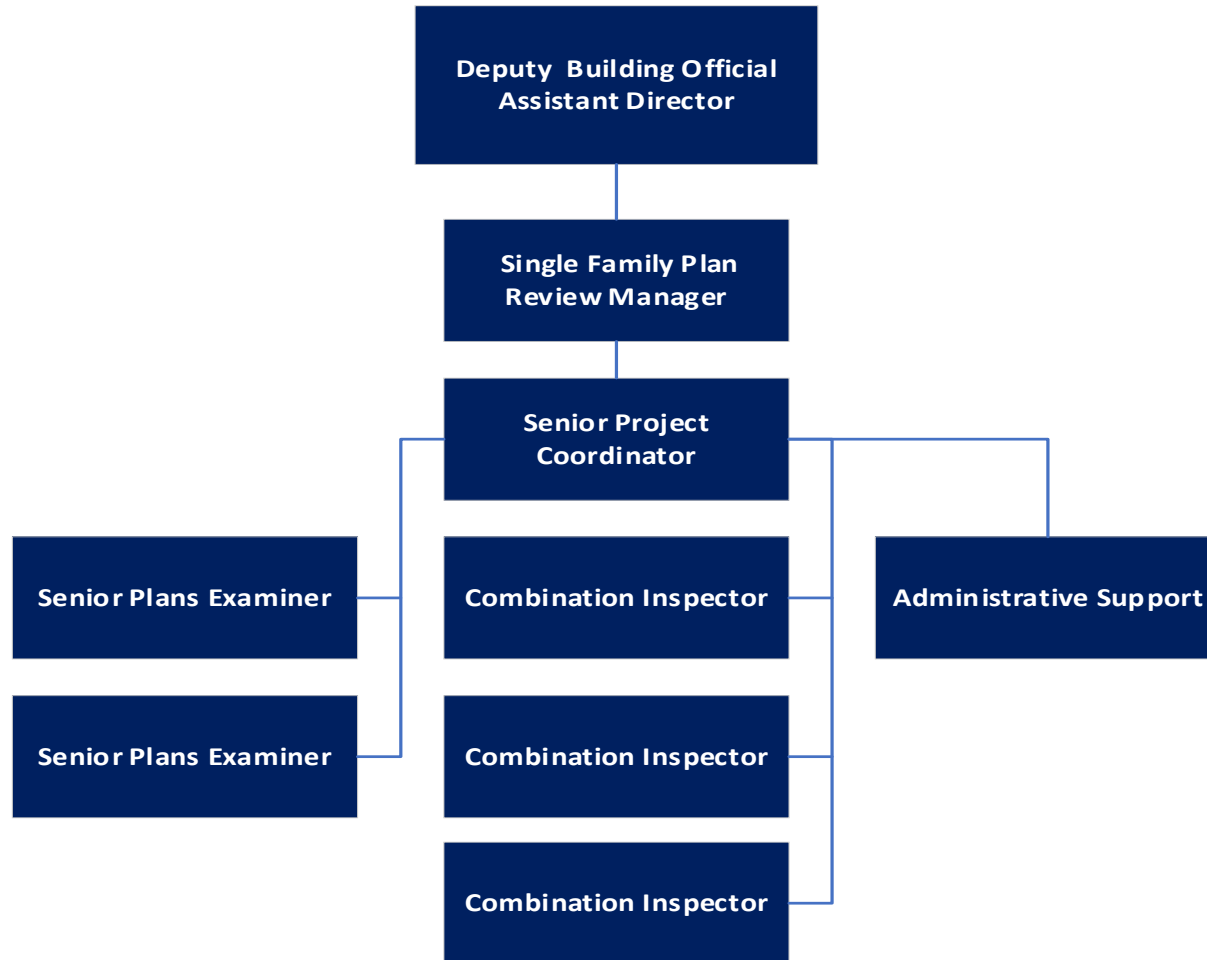 Deputy  Building Official
Assistant Director
Single Family Plan
Review Manager
Senior Project
Coordinator
Senior Plans Examiner
Combination Inspector
Administrative Support
Senior Plans Examiner
Combination Inspector
Combination Inspector